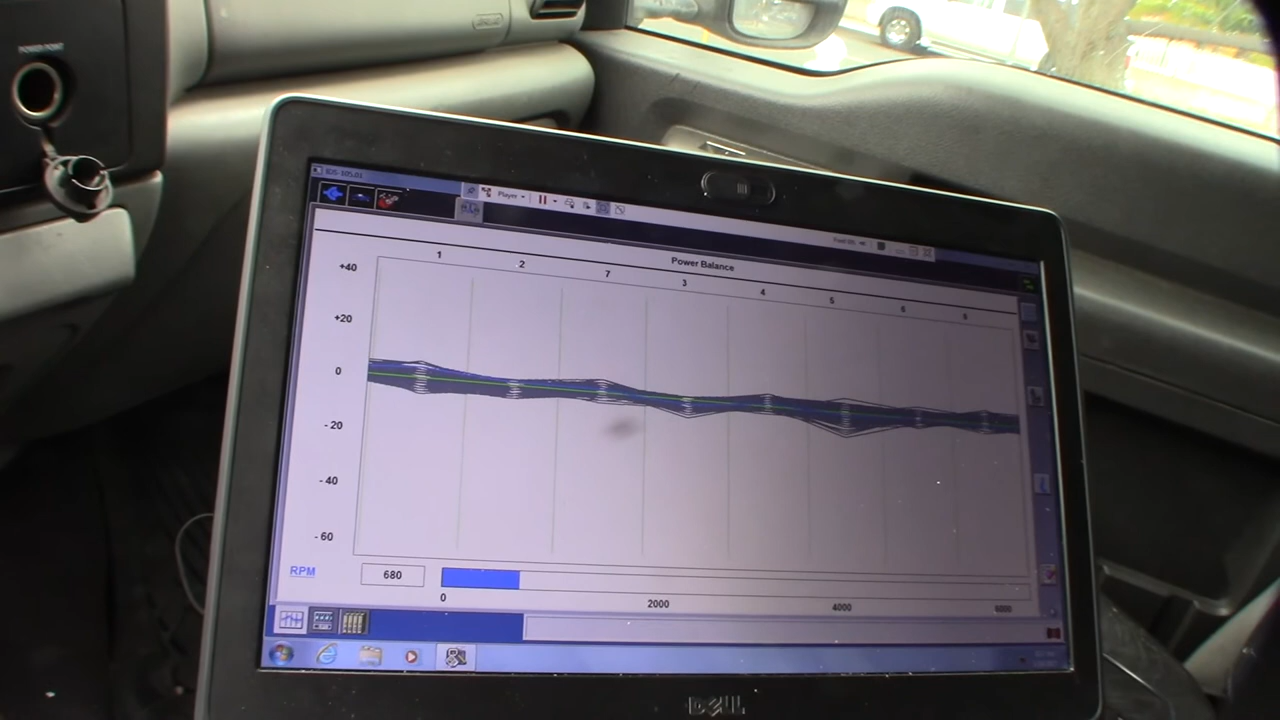 POWER POINT
IDS-105.01
Player
Power Balance
1 2 7 3 4 5 6
+40
+20
0
- 20
- 40
- 60
RPM
680
0 2000 4000 6000
DELL